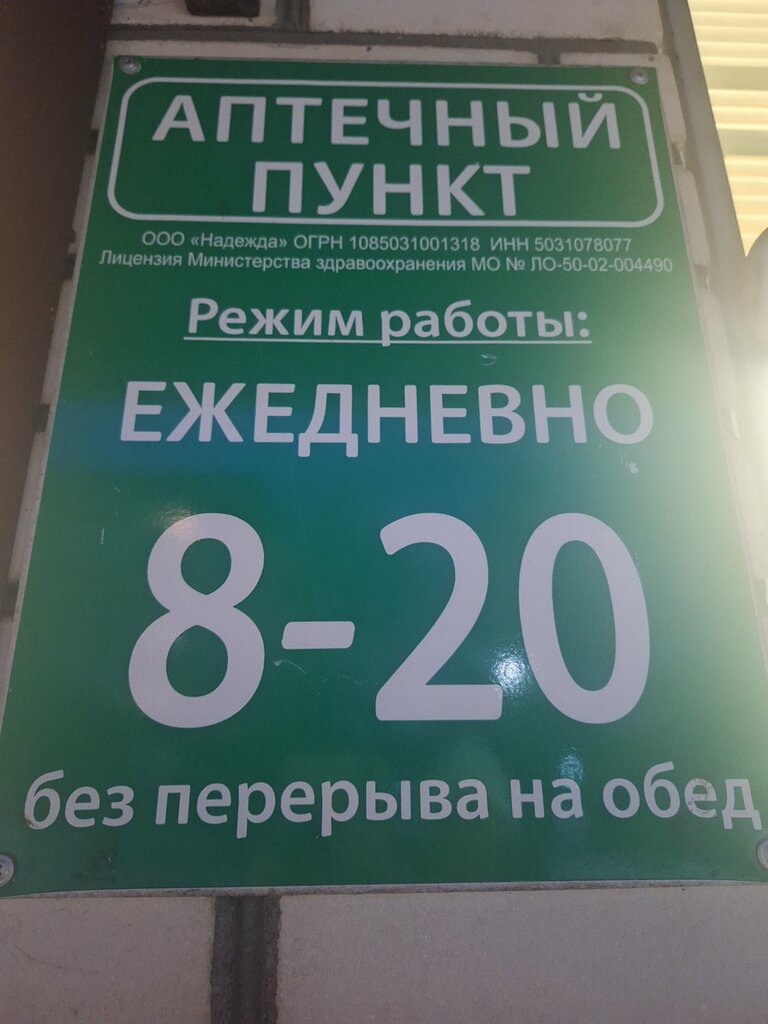 АПТЕЧНЫЙ
ПУНКТ
ООО «Надежда» ОГРН 1085031001318 ИНН 5031078077
Лицензия Министерства здравоохранения МО № ЛО-50-02-004490
Режим работы:
ЕЖЕДНЕВНО
8-20
без перерыва на обед